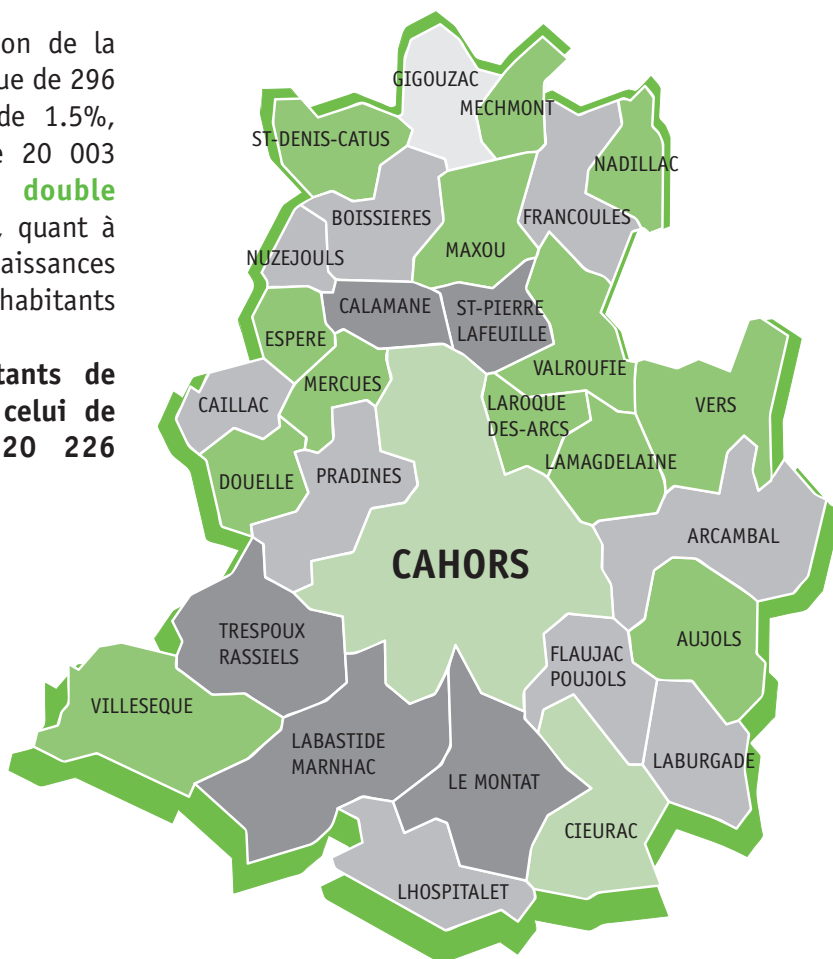 on de la
ue de 296
de 1.5%,
20 003
double
, quant à
aissances
habitants
tants de
celui de
20 226
GIGOUZAC
MECHMONT
ST-DENIS-CATUS
NADILLAC
BOISSIERES
FRANCOULES
MAXOU
NUZEJOULS
CALAMANE
ST-PIERRE
LAFEUILLE
ESPERE
VALROUFIE
MERCUES
CAILLAC
LAROQUE
DES-ARCS
VERS
LAMAGDELAINE
DOUELLE
PRADINES
ARCAMBAL
CAHORS
TRESPOUX
RASSIELS
AUJOLS
FLAUJAC
POUJOLS
VILLESEQUE
LABASTIDE
MARNHAC
LABURGADE
LE MONTAT
CIEURAC
LHOSPITALET